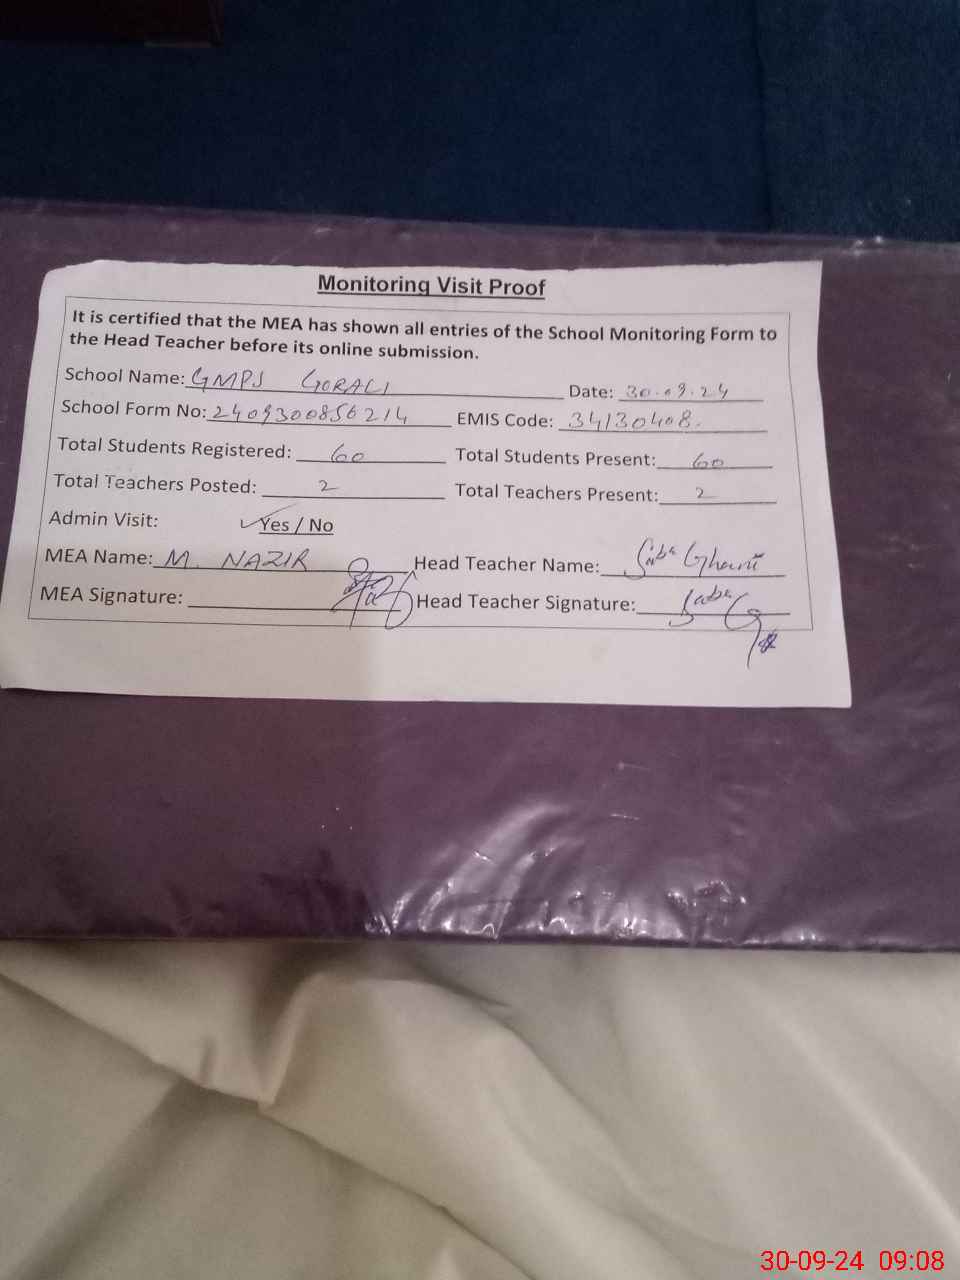 Monitoring Visit Proof
It is certified that the MEA has shown all entries of the School Monitoring Form to
the Head Teacher before its online submission.
School Name: GMPS GORALI Date: 30.09.24
School Form No: 2409300856214 EMIS Code: 34130408.
Total Students Registered: 60 Total Students Present: 60
Total Teachers Posted: 2 Total Teachers Present: 2
Admin Visit: Yes / No
MEA Name: M. NAZIR Head Teacher Name: Saba Ghani
MEA Signature: Head Teacher Signature: Saba G
30-09-24 09:08